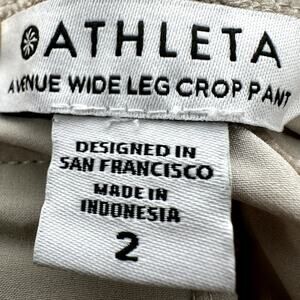 ATHLETA
AVENUE WIDE LEG CROP PANT
DESIGNED IN
SAN FRANCISCO
MADE IN
INDONESIA
2